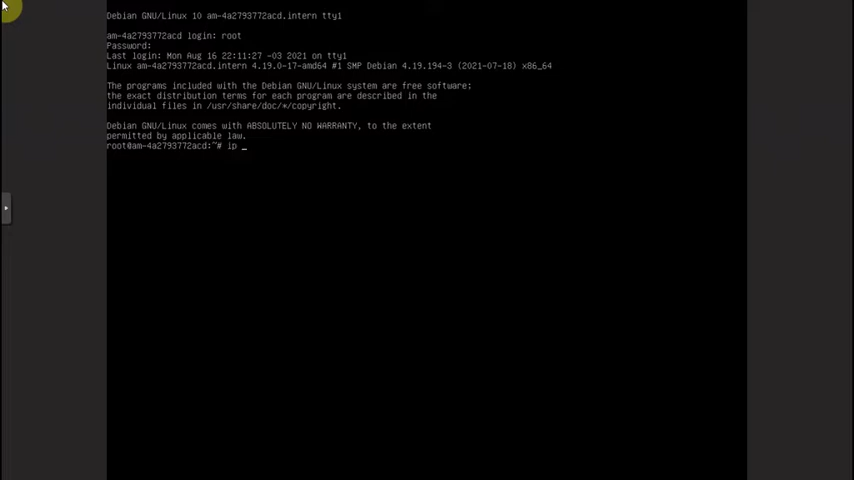 Debian GNU/Linux 10 am-4a2793772acd.intern tty1
am-4a2793772acd login: root
Password:
Last login: Mon Aug 16 22:11:27 -03 2021 on tty1
Linux am-4a2793772acd.intern 4.19.0-17-amd64 #1 SMP Debian 4.19.194-3 (2021-07-18) x86_64
The programs included with the Debian GNU/Linux system are free software;
the exact distribution terms for each program are described in the
individual files in /usr/share/doc/*/copyright.
Debian GNU/Linux comes with ABSOLUTELY NO WARRANTY, to the extent
permitted by applicable law.
root@am-4a2793772acd:~# ip _